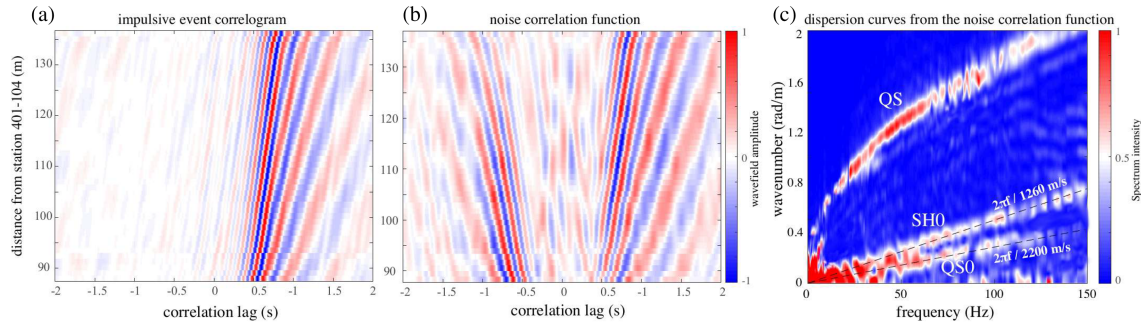 (a)
impulsive event correlogram
distance from station 401-104 (m)
130
120
110
100
90
-2 -1.5 -1 0.5 0 0.5 -1 1.5 2
correlation lag (s)
(b)
noise correlation function
130
120
110
100
90
-2 -1.5 -1 0.5 0 0.5 -1 1.5 2
correlation lag (s)
1
0
-1
wavefield amplitude
(c)
dispersion curves from the noise correlation function
wavenumber (rad/m)
2
1.6
1.2
0.8
0.4
0
QS
SH0
2πf / 1260 m/s
QS0
2πf / 2200 m/s
0 50 100 150
frequency (Hz)
1
0.5
0
Spectrum intensity